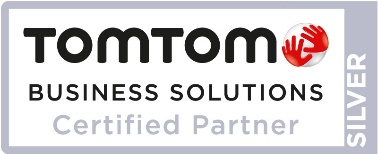 TOMTOM
BUSINESS SOLUTIONS
Certified Partner
SILVER